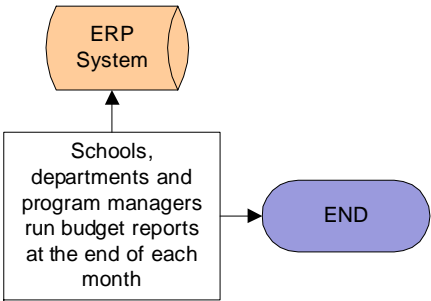 ERP
System
Schools,
departments and
program managers
run budget reports
at the end of each
month
END